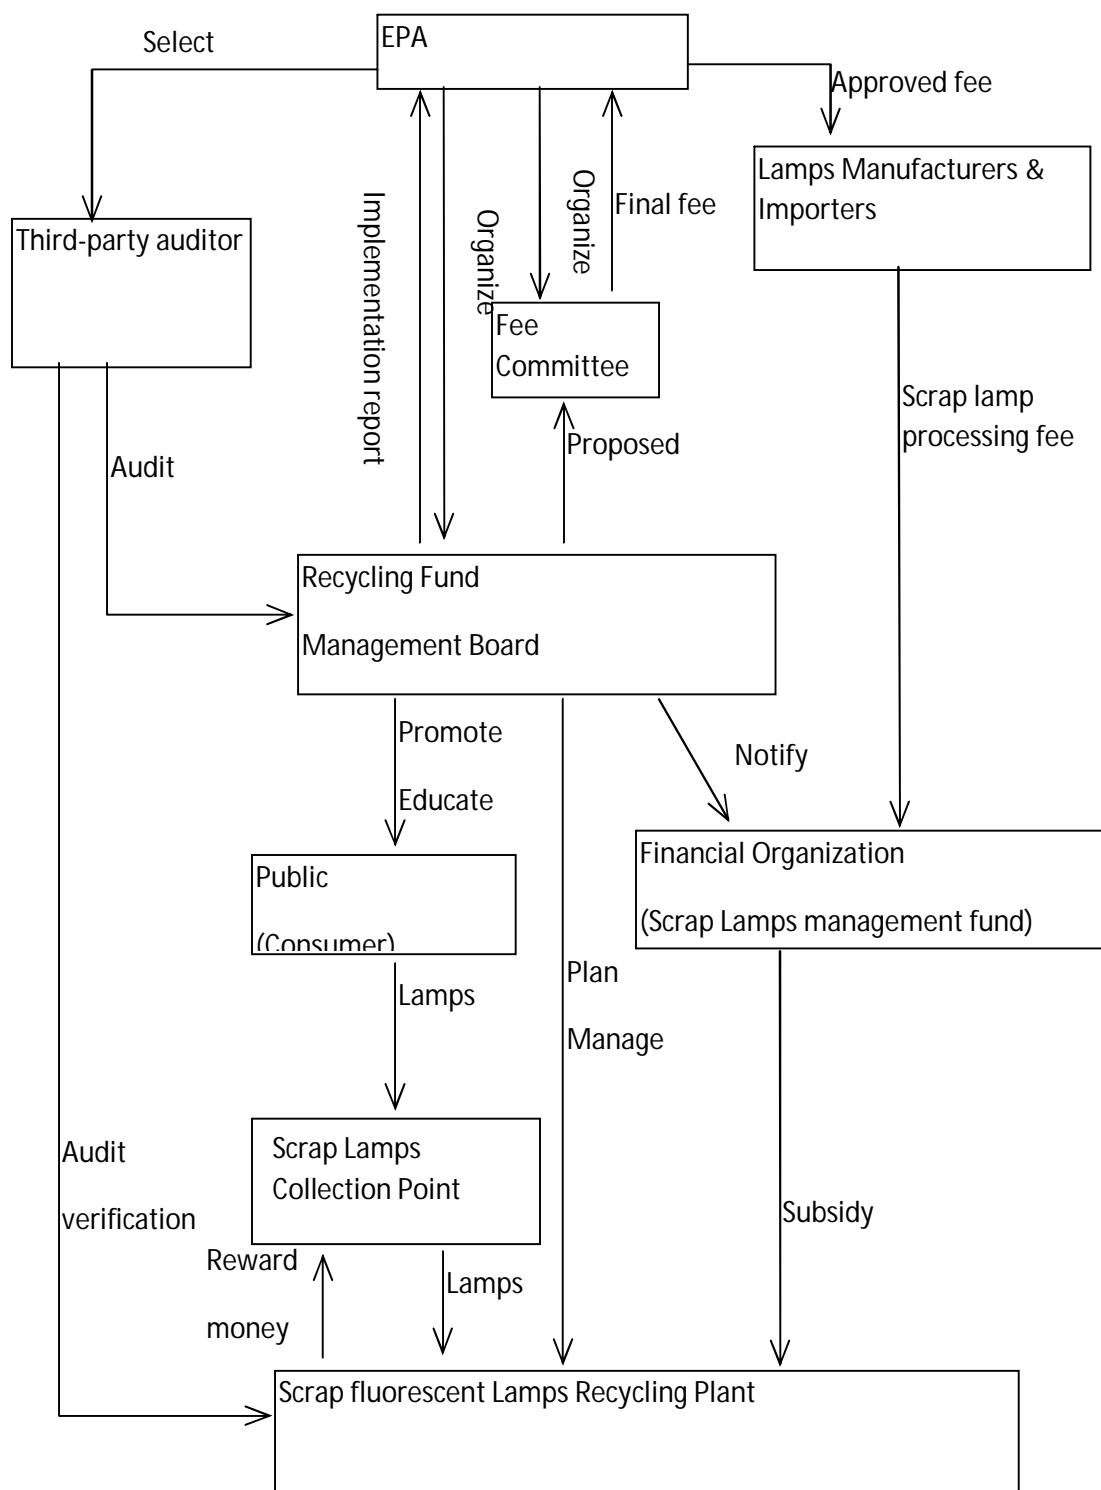 EPA
Select
Approved fee
Lamps Manufacturers &
Importers
Third-party auditor
Implementation report
Organize
Organize
Final fee
Fee
Committee
Scrap lamp
processing fee
Audit
Proposed
Recycling Fund
Management Board
Promote
Educate
Notify
Public
(Consumer)
Financial Organization
(Scrap Lamps management fund)
Lamps
Plan
Manage
Scrap Lamps
Collection Point
Audit
verification
Subsidy
Reward
money
Lamps
Scrap fluorescent Lamps Recycling Plant